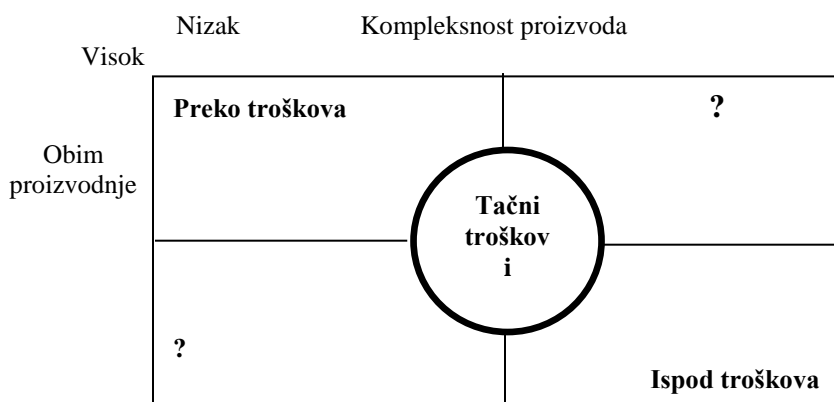 Nizak Kompleksnost proizvoda
Visok
Preko troškova
?
Obim
proizvodnje
Tačni
troškov
i
?
Ispod troškova